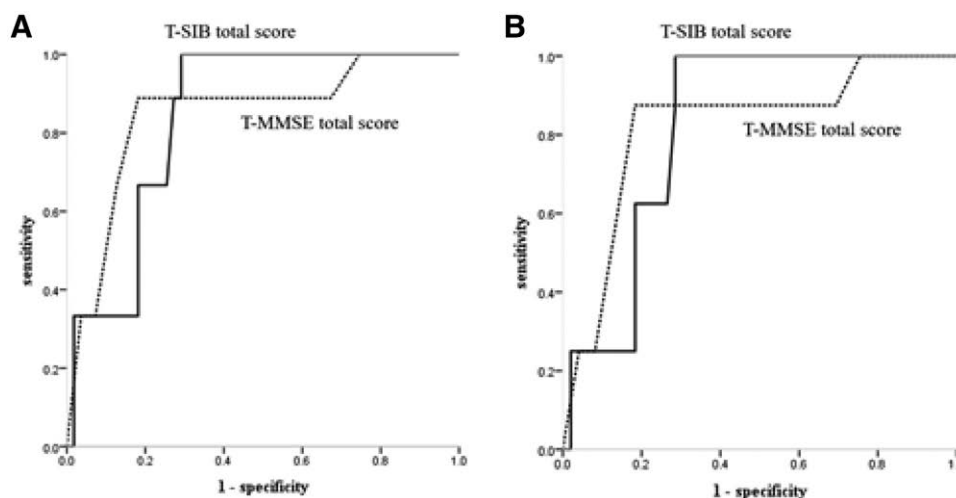 A
T-SIB total score
1.0
0.8
0.6
0.4
0.2
0.0
sensitivity
T-MMSE total score
0.0 0.2 0.4 0.6 0.8 1.0
1 - specificity
B
T-SIB total score
1.0
0.8
0.6
0.4
0.2
0.0
sensitivity
T-MMSE total score
0.0 0.2 0.4 0.6 0.8 1.0
1 - specificity